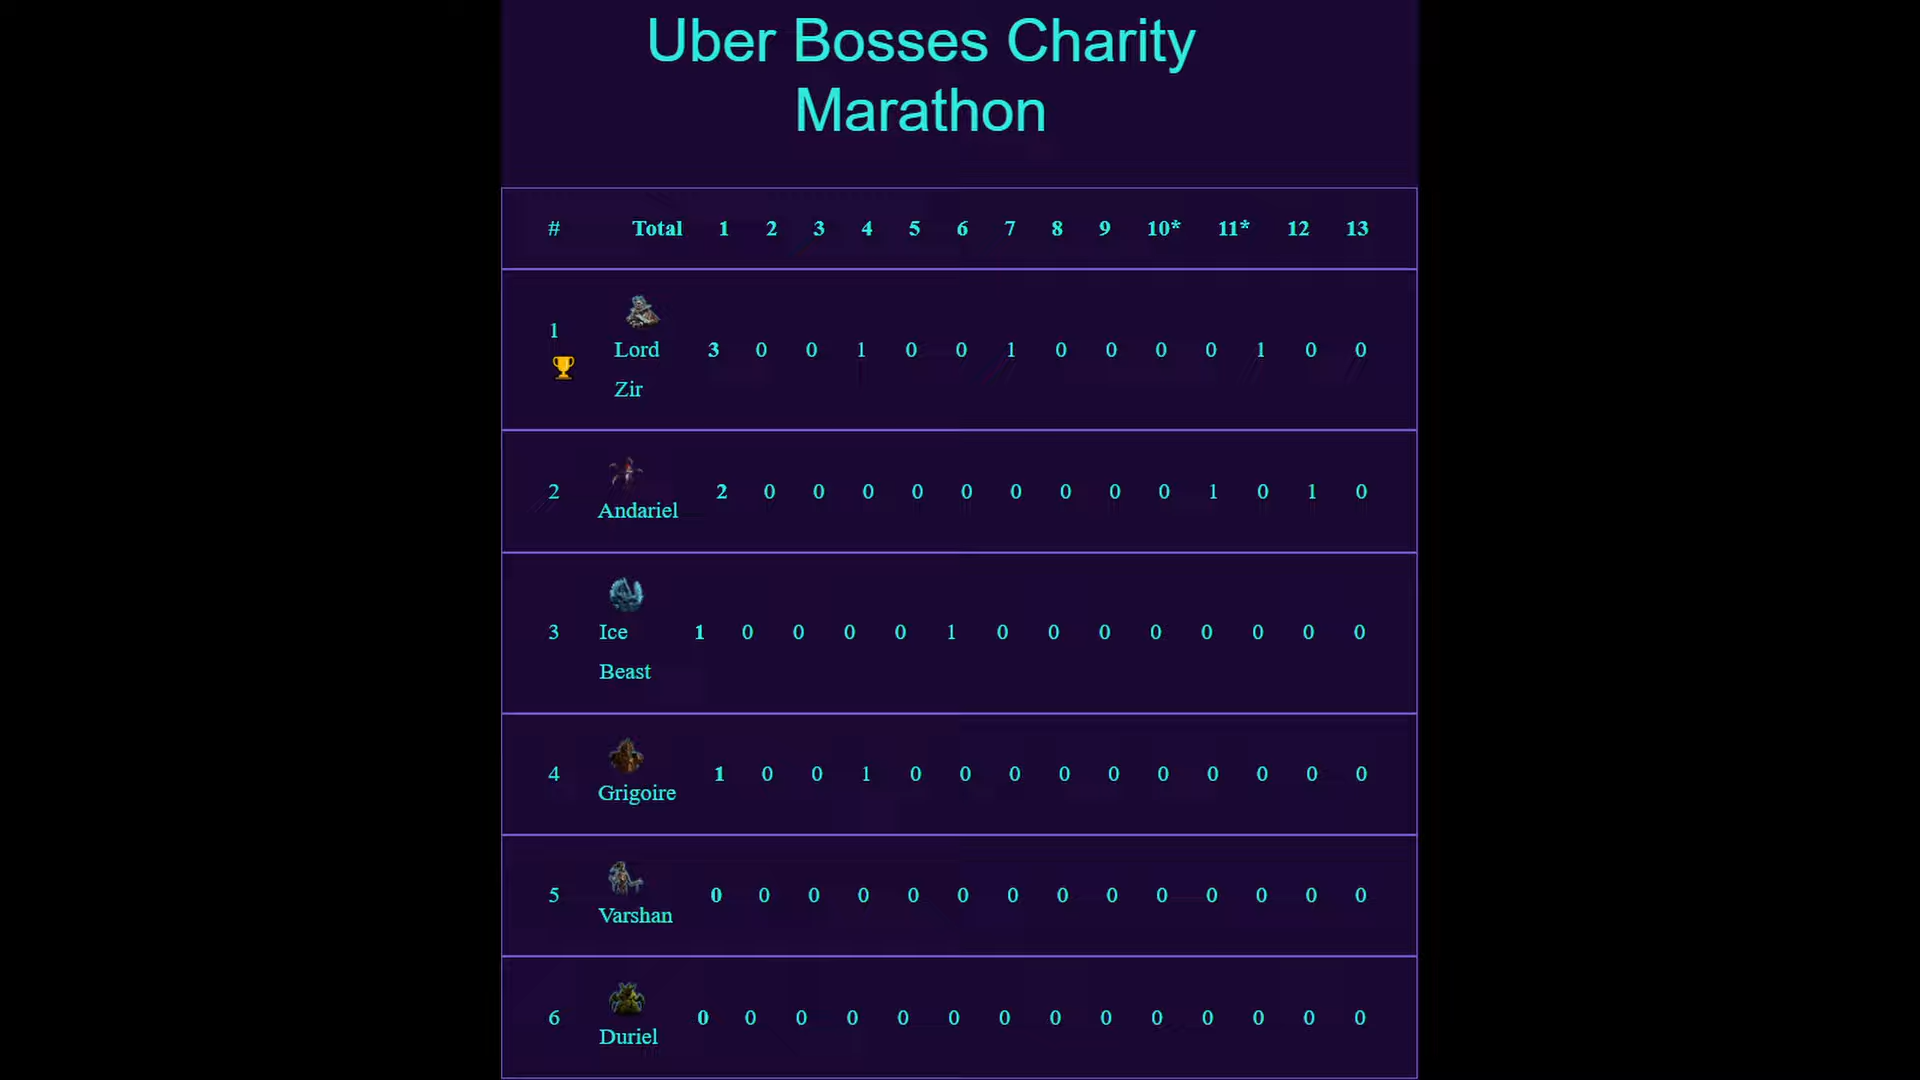 Uber Bosses Charity
Marathon
# Total 1 2 3 4 5 6 7 8 9 10* 11* 12 13
1
Lord
Zir
3 0 0 1 0 0 1 0 0 0 0 1 0 0
2
Andariel
2 0 0 0 0 0 0 0 0 0 1 0 1 0
3
Ice
Beast
1 0 0 0 0 1 0 0 0 0 0 0 0 0
4
Grigoire
1 0 0 1 0 0 0 0 0 0 0 0 0 0
5
Varshan
0 0 0 0 0 0 0 0 0 0 0 0 0 0
6
Duriel
0 0 0 0 0 0 0 0 0 0 0 0 0 0